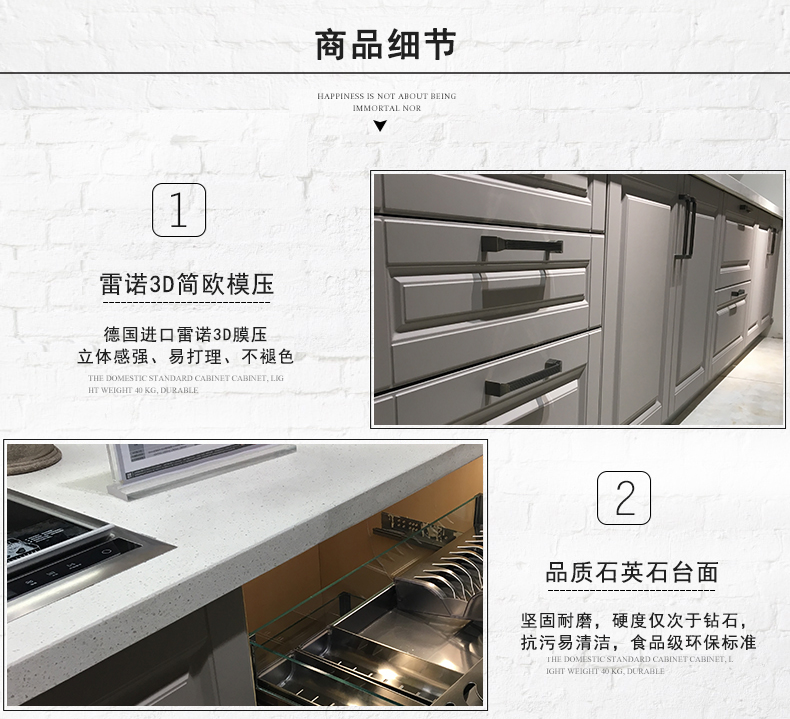 商品细节
HAPPINESS IS NOT ABOUT BEING
IMMORTAL NOR
1
雷诺3D简欧模压
德国进口雷诺3D膜压
立体感强、易打理、不褪色
THE DOMESTIC STANDARD CABINET CABINET, LIG
HT WEIGHT 40 KG, DURABLE
2
品质石英石台面
坚固耐磨，硬度仅次于钻石，
抗污易清洁，食品级环保标准
THE DOMESTIC STANDARD CABINET CABINET, L
IGHT WEIGHT 40 KG, DURABLE